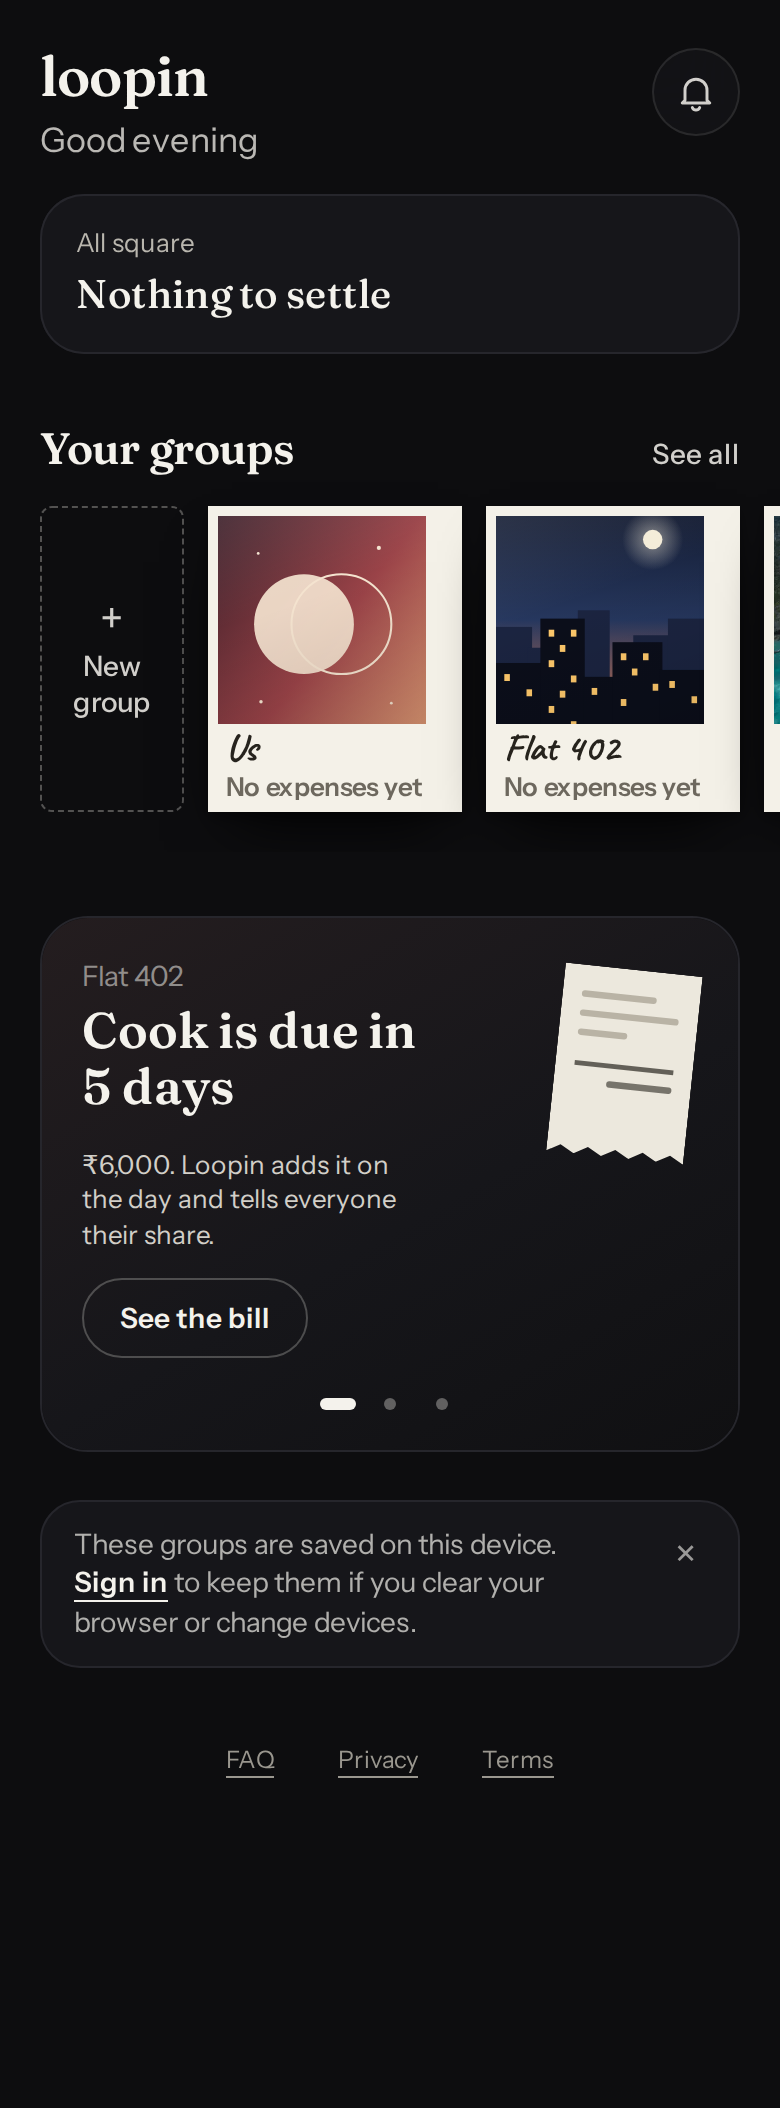 loopin
Good evening
All square
Nothing to settle
Your groups
See all
+
New
group
Us
No expenses yet
Flat 402
No expenses yet
Flat 402
Cook is due in
5 days
₹6,000. Loopin adds it on
the day and tells everyone
their share.
See the bill
These groups are saved on this device.
Sign in to keep them if you clear your
browser or change devices.
FAQ
Privacy
Terms